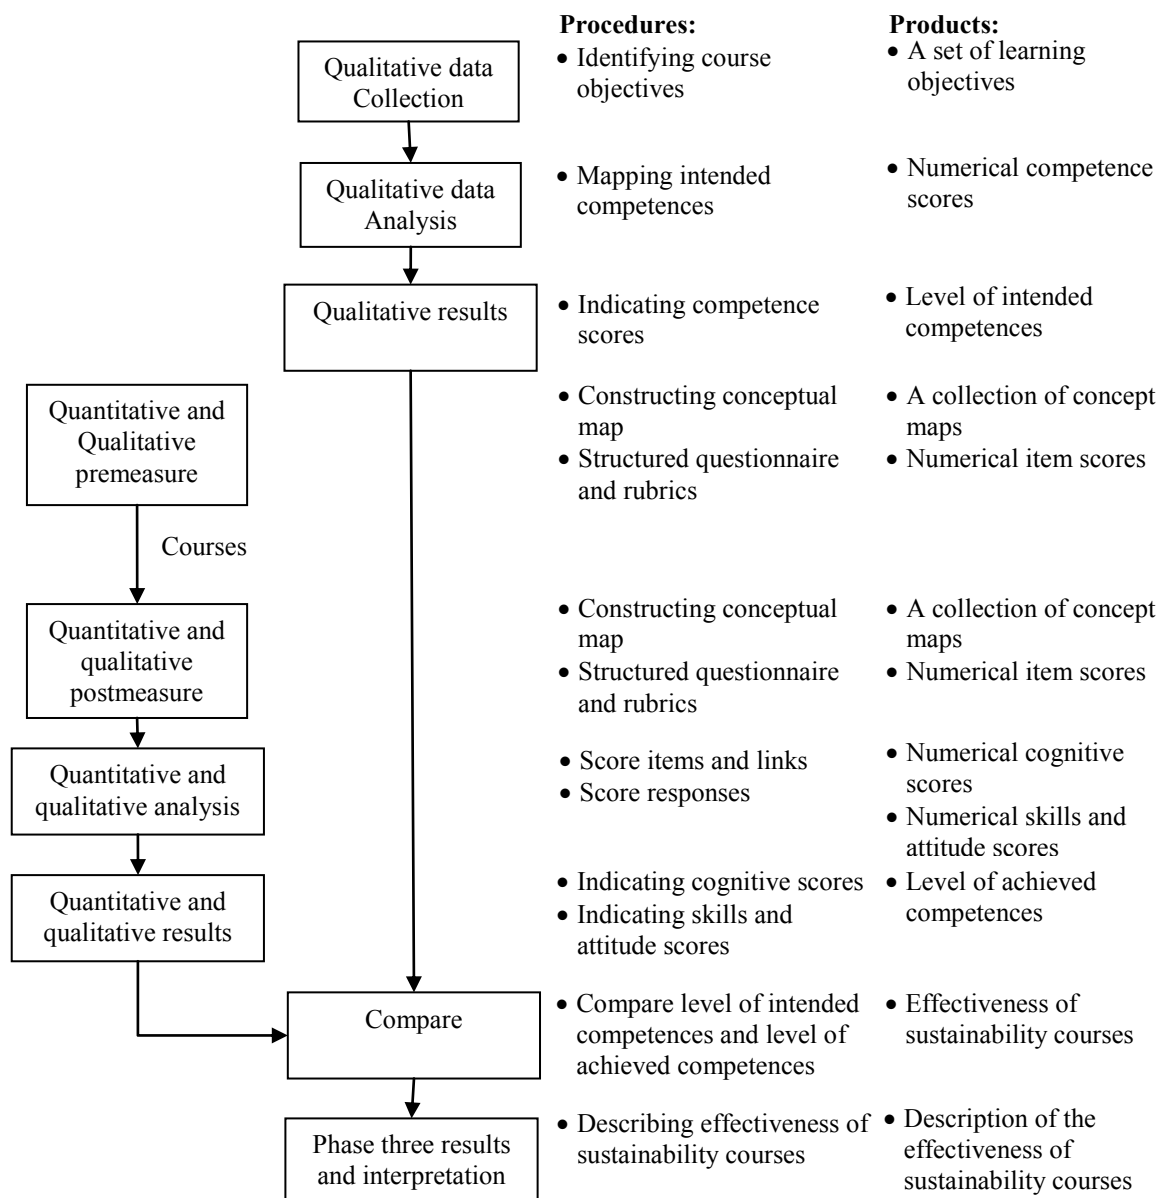 Procedures:
Products:
Qualitative data
Collection
• Identifying course
objectives
• A set of learning
objectives
Qualitative data
Analysis
• Mapping intended
competences
• Numerical competence
scores
Qualitative results
• Indicating competence
scores
• Level of intended
competences
Quantitative and
Qualitative
premeasure
• Constructing conceptual
map
• Structured questionnaire
and rubrics
• A collection of concept
maps
• Numerical item scores
Courses
Quantitative and
qualitative
postmeasure
• Constructing conceptual
map
• Structured questionnaire
and rubrics
• A collection of concept
maps
• Numerical item scores
Quantitative and
qualitative analysis
• Score items and links
• Score responses
• Numerical cognitive
scores
• Numerical skills and
attitude scores
Quantitative and
qualitative results
• Indicating cognitive scores
• Indicating skills and
attitude scores
• Level of achieved
competences
Compare
• Compare level of intended
competences and level of
achieved competences
• Effectiveness of
sustainability courses
Phase three results
and interpretation
• Describing effectiveness of
sustainability courses
• Description of the
effectiveness of
sustainability courses